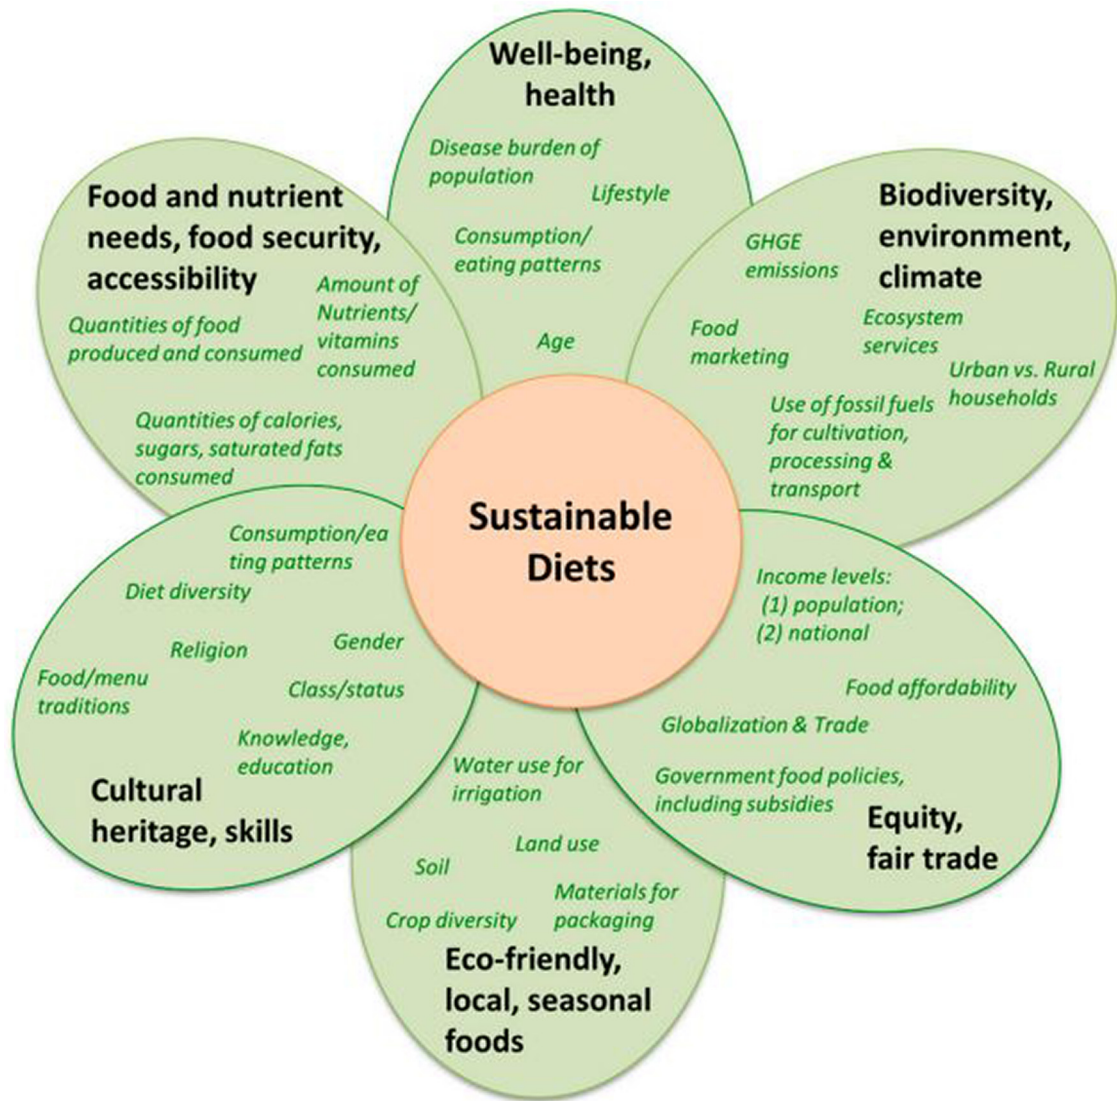 Well-being,
health
Disease burden of
population
Lifestyle
Consumption/
eating patterns
Age
Biodiversity,
environment,
climate
GHGE
emissions
Ecosystem
services
Food
marketing
Urban vs. Rural
households
Use of fossil fuels
for cultivation,
processing &
transport
Food and nutrient
needs, food security,
accessibility
Amount of
Nutrients/
vitamins
consumed
Quantities of food
produced and consumed
Quantities of calories,
sugars, saturated fats
consumed
Sustainable
Diets
Income levels:
(1) population;
(2) national
Food affordability
Globalization & Trade
Government food policies,
including subsidies
Equity,
fair trade
Consumption/ea
ting patterns
Diet diversity
Gender
Religion
Food/menu
traditions
Class/status
Knowledge,
education
Cultural
heritage, skills
Water use for
irrigation
Land use
Soil
Materials for
packaging
Crop diversity
Eco-friendly,
local, seasonal
foods